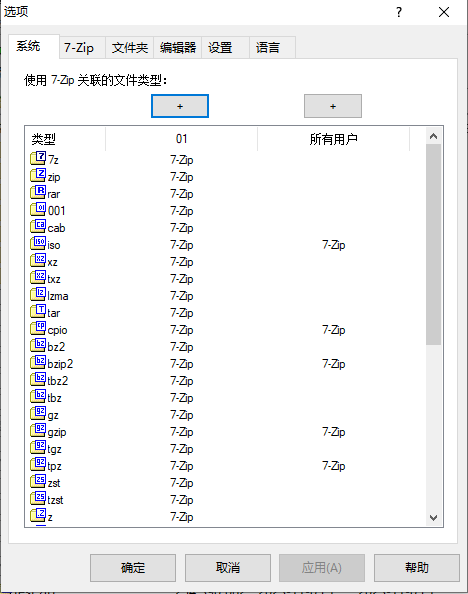 选项
系统 7-Zip 文件夹 编辑器 设置 语言
使用 7-Zip 关联的文件类型:
+ +
类型 01 所有用户
7z 7-Zip
zip 7-Zip
rar 7-Zip
001 7-Zip
cab 7-Zip
iso 7-Zip 7-Zip
xz 7-Zip
txz 7-Zip
lzma 7-Zip
tar 7-Zip
cpio 7-Zip 7-Zip
bz2 7-Zip
bzip2 7-Zip 7-Zip
tbz2 7-Zip
tbz 7-Zip
gz 7-Zip
gzip 7-Zip 7-Zip
tgz 7-Zip
tpz 7-Zip 7-Zip
zst 7-Zip
tzst 7-Zip
z 7-Zip
确定 取消 应用(A) 帮助